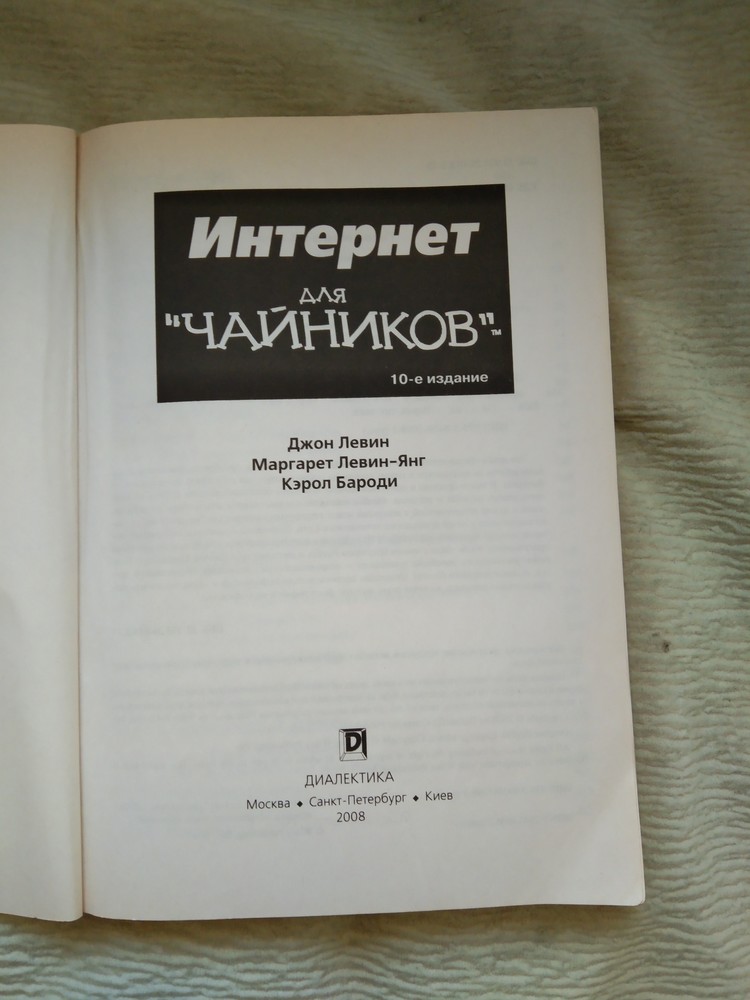 Интернет
для
"ЧАЙНИКОВ"™
10-е издание
Джон Левин
Маргарет Левин-Янг
Кэрол Бароди
D
ДИАЛЕКТИКА
Москва ◆ Санкт-Петербург ◆ Киев
2008